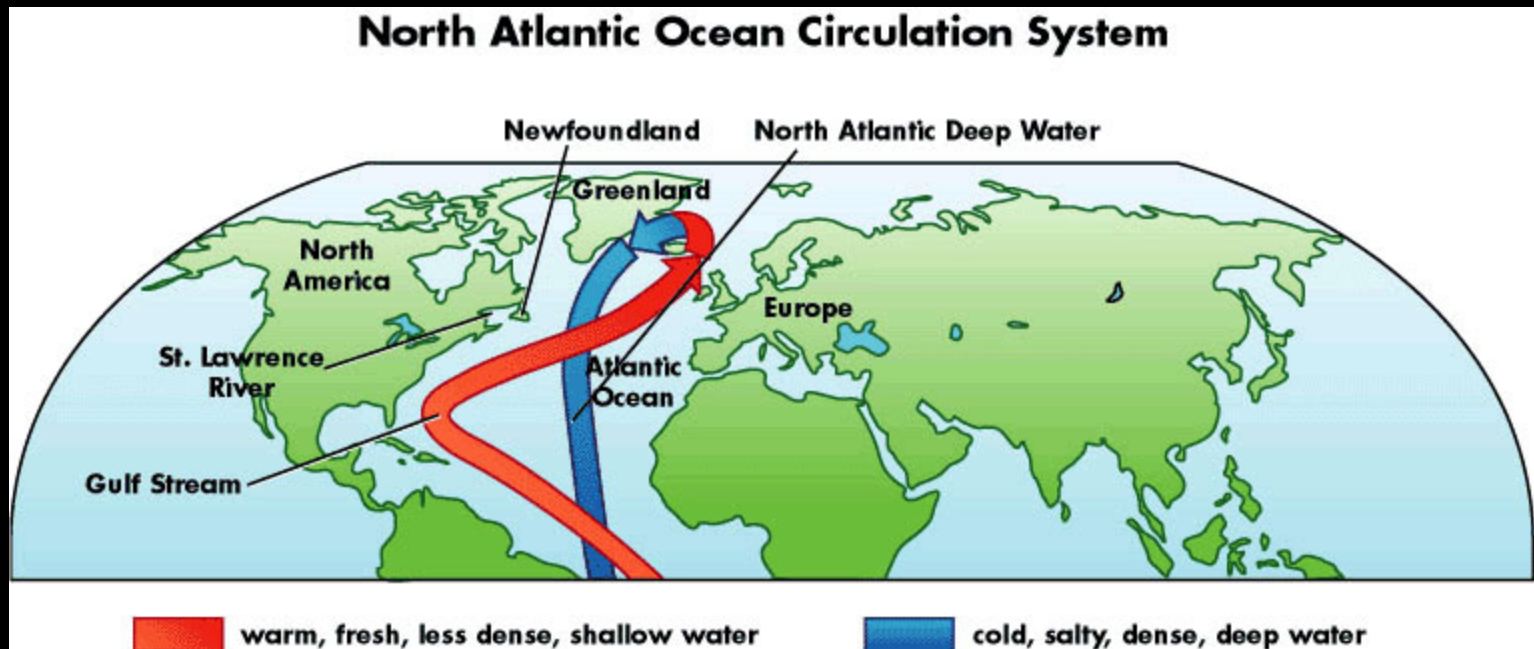 North Atlantic Ocean Circulation System
Newfoundland
North Atlantic Deep Water
Greenland
North
America
Europe
St. Lawrence
River
Atlantic
Ocean
Gulf Stream
warm, fresh, less dense, shallow water
cold, salty, dense, deep water